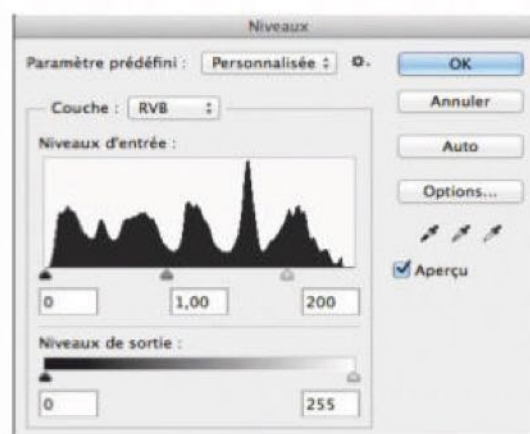 Niveaux
Paramètre prédéfini : Personnalisée
OK
Couche : RVB
Annuler
Niveaux d'entrée :
Auto
Options...
Aperçu
0 1,00 200
Niveaux de sortie :
0 255